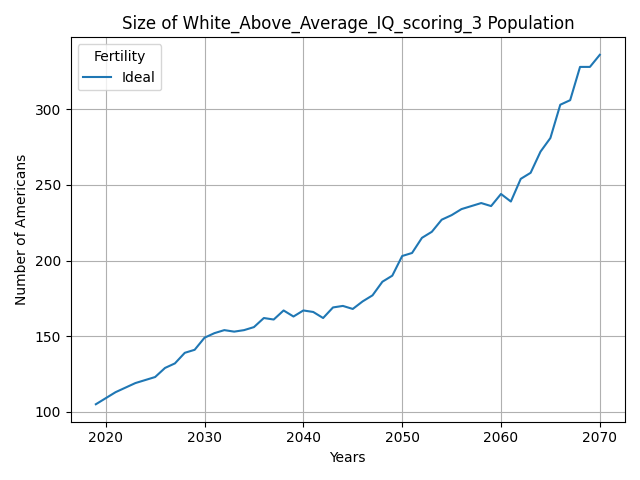 Size of White_Above_Average_IQ_scoring_3 Population
Fertility
Ideal
Number of Americans
300
250
200
150
100
2020 2030 2040 2050 2060 2070
Years